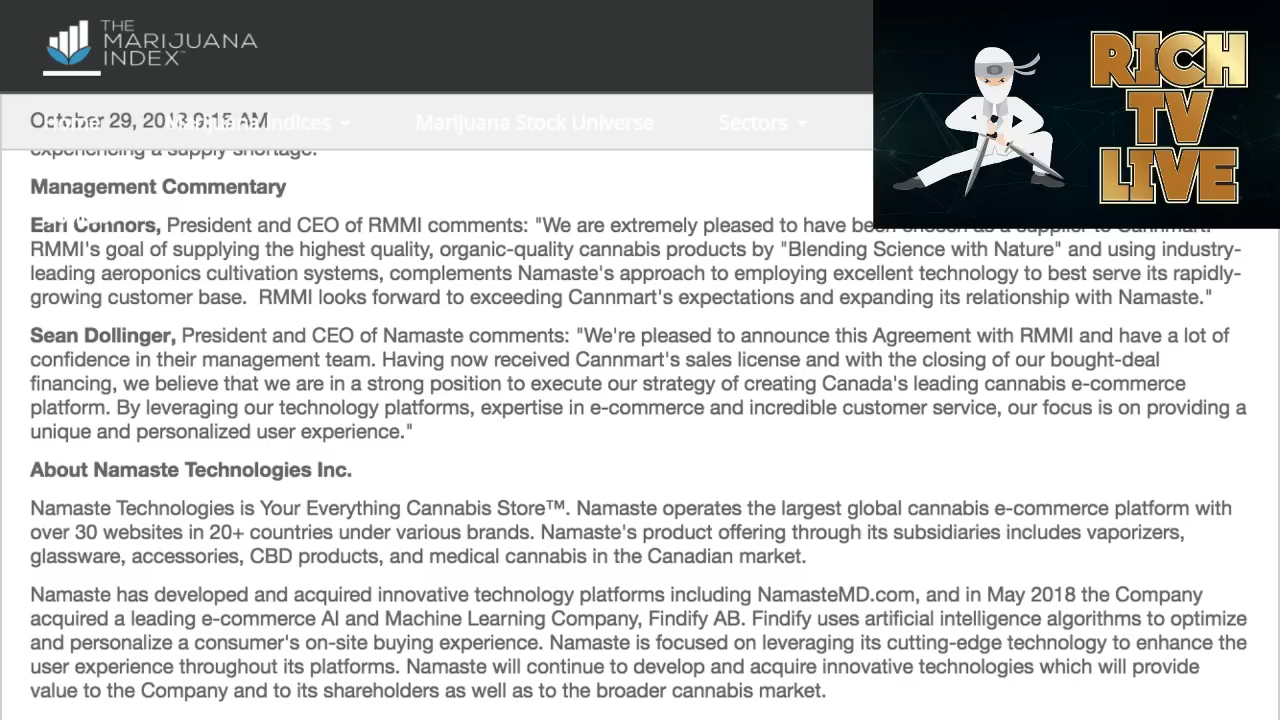 THE
MARIJUANA
INDEX
RICH
TV
LIVE
October 29, 2018 9:15 AM
Home Marijuana Indices Marijuana Stock Universe Sectors
experiencing a supply shortage.
Management Commentary
Earl Connors, President and CEO of RMMI comments: "We are extremely pleased to have been chosen as a supplier to Cannmart.
RMMI's goal of supplying the highest quality, organic-quality cannabis products by "Blending Science with Nature" and using industry-
leading aeroponics cultivation systems, complements Namaste's approach to employing excellent technology to best serve its rapidly-
growing customer base. RMMI looks forward to exceeding Cannmart's expectations and expanding its relationship with Namaste."
Sean Dollinger, President and CEO of Namaste comments: "We're pleased to announce this Agreement with RMMI and have a lot of
confidence in their management team. Having now received Cannmart's sales license and with the closing of our bought-deal
financing, we believe that we are in a strong position to execute our strategy of creating Canada's leading cannabis e-commerce
platform. By leveraging our technology platforms, expertise in e-commerce and incredible customer service, our focus is on providing a
unique and personalized user experience."
About Namaste Technologies Inc.
Namaste Technologies is Your Everything Cannabis Store™. Namaste operates the largest global cannabis e-commerce platform with
over 30 websites in 20+ countries under various brands. Namaste's product offering through its subsidiaries includes vaporizers,
glassware, accessories, CBD products, and medical cannabis in the Canadian market.
Namaste has developed and acquired innovative technology platforms including NamasteMD.com, and in May 2018 the Company
acquired a leading e-commerce AI and Machine Learning Company, Findify AB. Findify uses artificial intelligence algorithms to optimize
and personalize a consumer's on-site buying experience. Namaste is focused on leveraging its cutting-edge technology to enhance the
user experience throughout its platforms. Namaste will continue to develop and acquire innovative technologies which will provide
value to the Company and to its shareholders as well as to the broader cannabis market.